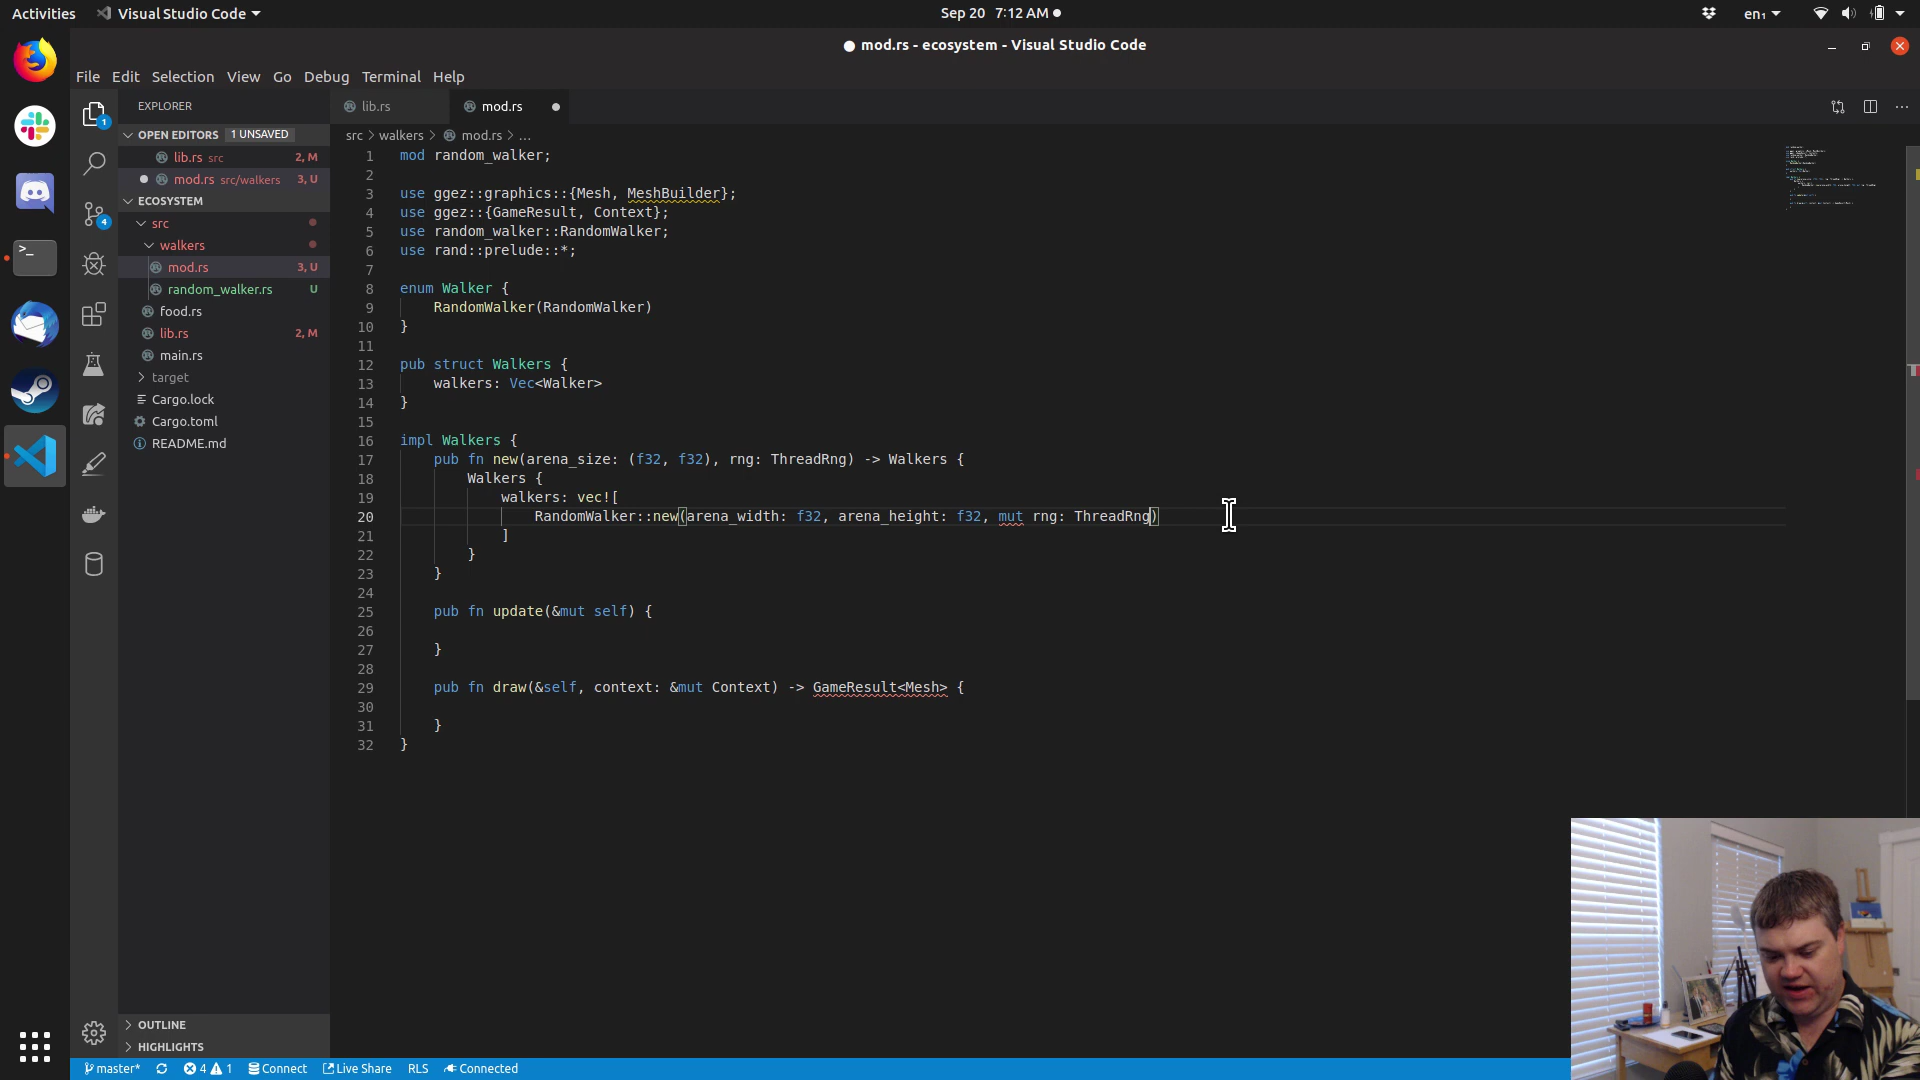 Activities
Visual Studio Code
Sep 20 7:12 AM
en₁
mod.rs - ecosystem - Visual Studio Code
File Edit Selection View Go Debug Terminal Help
EXPLORER
OPEN EDITORS 1 UNSAVED
lib.rs src 2, M
mod.rs src/walkers 3, U
ECOSYSTEM
src
walkers
mod.rs 3, U
random_walker.rs U
food.rs
lib.rs 2, M
main.rs
target
Cargo.lock
Cargo.toml
README.md
OUTLINE
HIGHLIGHTS
1
4
lib.rs
mod.rs
src > walkers > mod.rs > ...
1 mod random_walker;
2
3 use ggez::graphics::{Mesh, MeshBuilder};
4 use ggez::{GameResult, Context};
5 use random_walker::RandomWalker;
6 use rand::prelude::*;
7
8 enum Walker {
9 RandomWalker(RandomWalker)
10 }
11
12 pub struct Walkers {
13 walkers: Vec<Walker>
14 }
15
16 impl Walkers {
17 pub fn new(arena_size: (f32, f32), rng: ThreadRng) -> Walkers {
18 Walkers {
19 walkers: vec![
20 RandomWalker::new(arena_width: f32, arena_height: f32, mut rng: ThreadRng)
21 ]
22 }
23 }
24
25 pub fn update(&mut self) {
26
27 }
28
29 pub fn draw(&self, context: &mut Context) -> GameResult<Mesh> {
30
31 }
32 }
master* 4 1 Connect Live Share RLS Connected